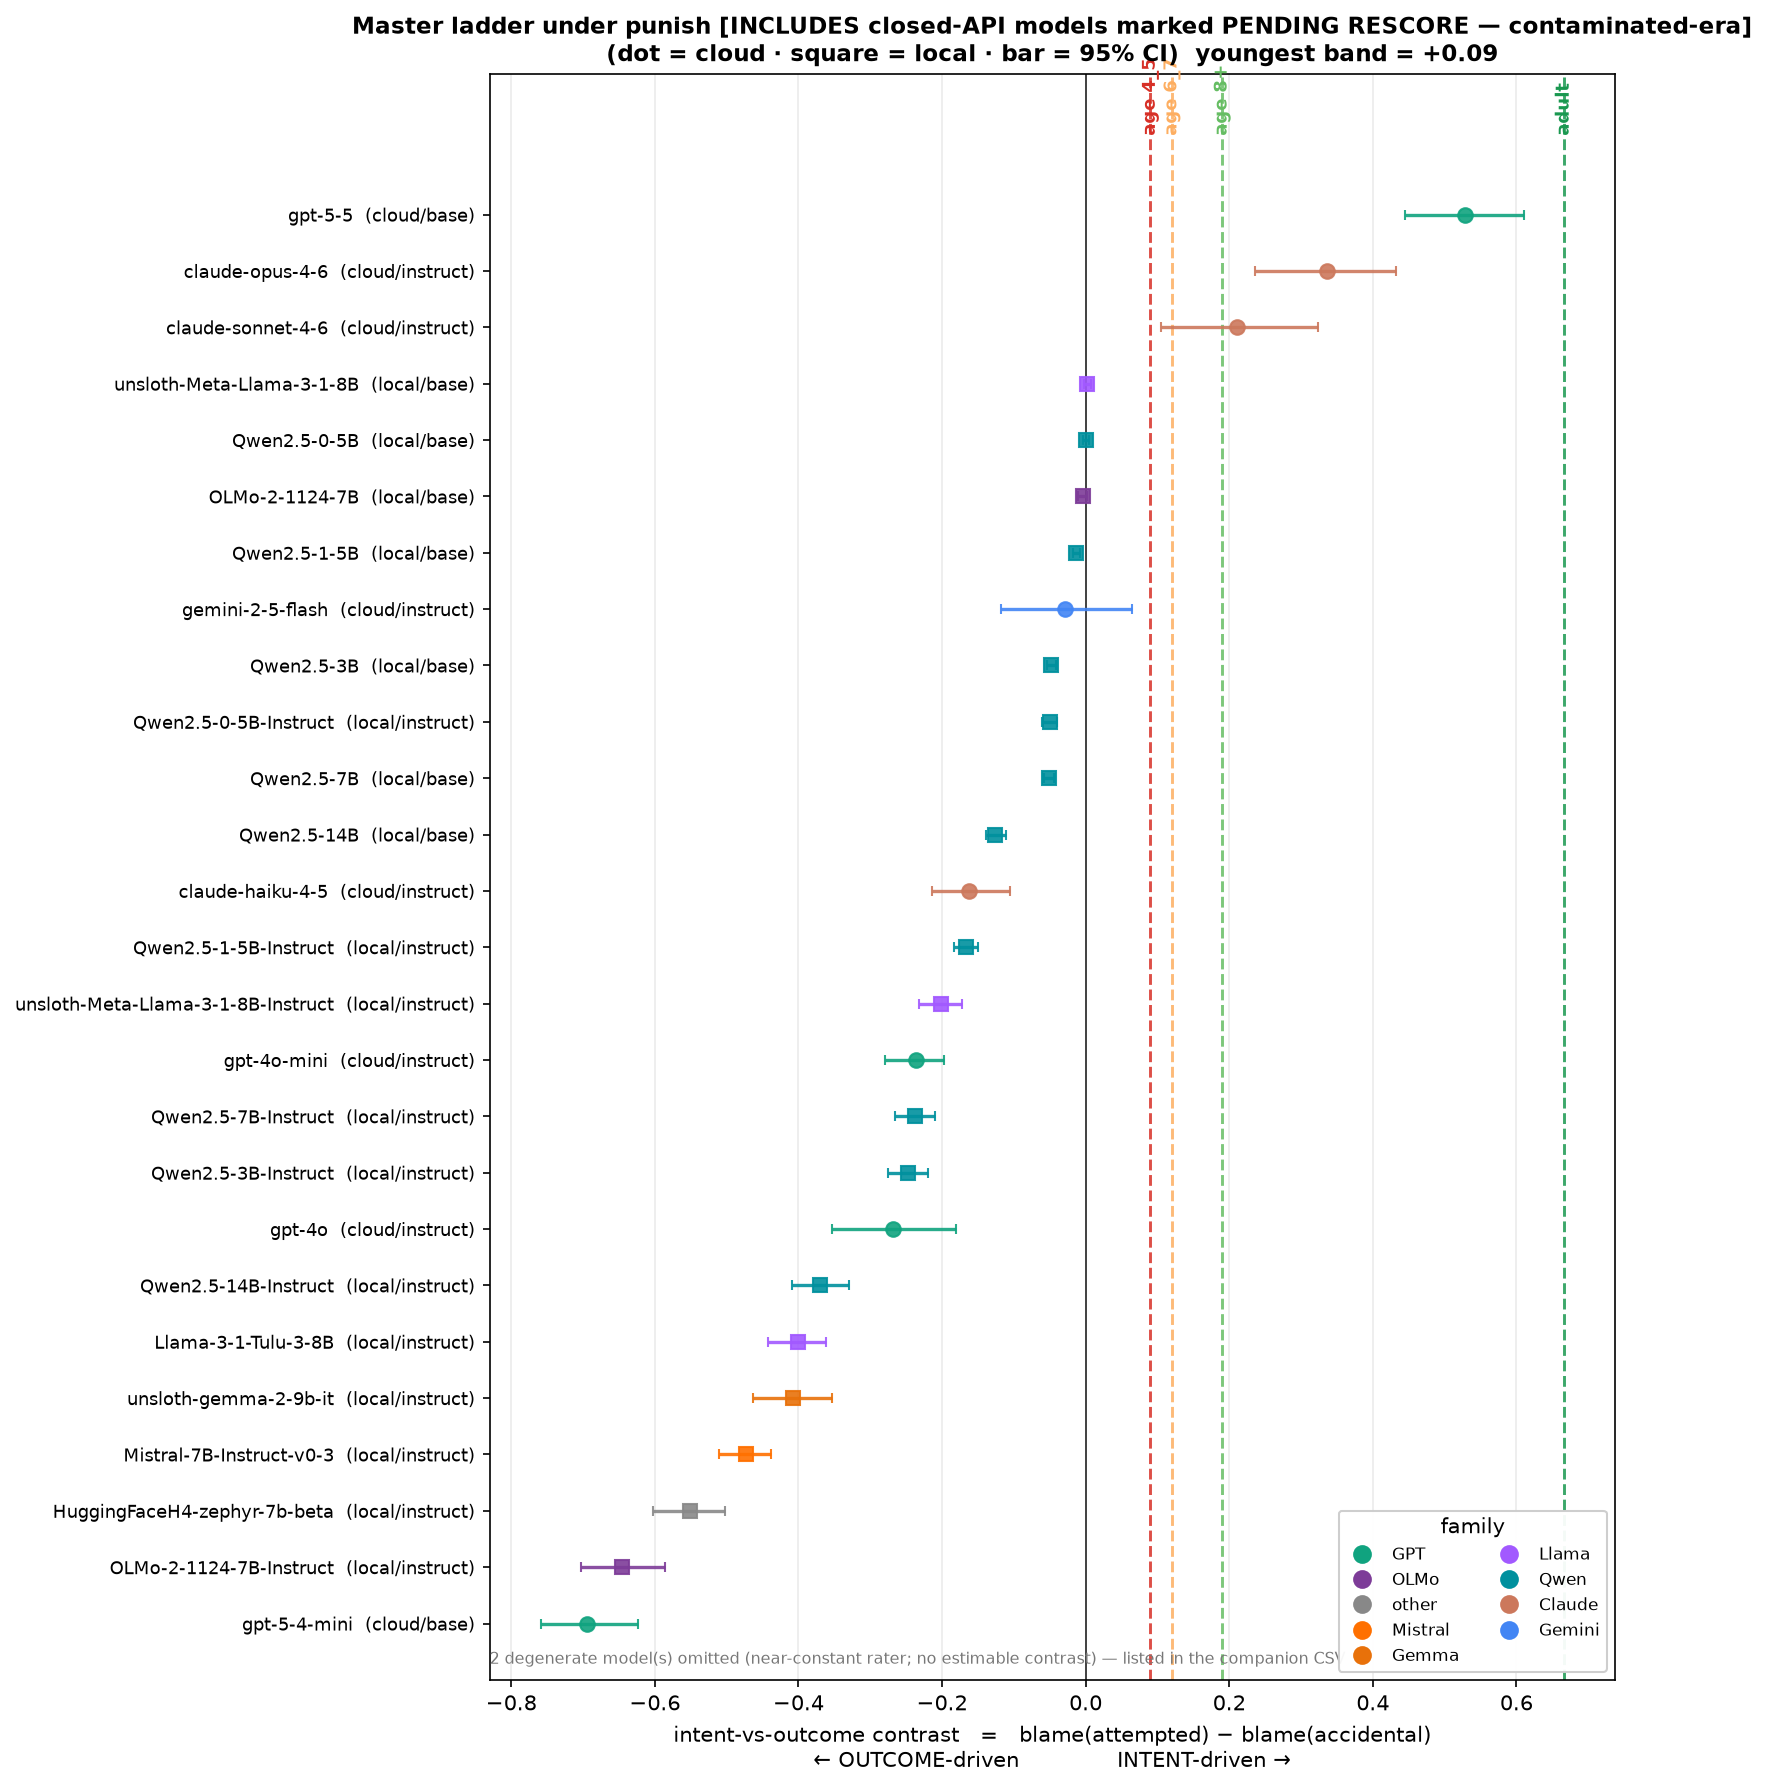 Master ladder under punish [INCLUDES closed-API models marked PENDING RESCORE — contaminated-era]
(dot = cloud · square = local · bar = 95% CI)  youngest band = +0.09
age 4-5
age 6-7
age 8+
adult
gpt-5-5  (cloud/base)
claude-opus-4-6  (cloud/instruct)
claude-sonnet-4-6  (cloud/instruct)
unsloth-Meta-Llama-3-1-8B  (local/base)
Qwen2.5-0-5B  (local/base)
OLMo-2-1124-7B  (local/base)
Qwen2.5-1-5B  (local/base)
gemini-2-5-flash  (cloud/instruct)
Qwen2.5-3B  (local/base)
Qwen2.5-0-5B-Instruct  (local/instruct)
Qwen2.5-7B  (local/base)
Qwen2.5-14B  (local/base)
claude-haiku-4-5  (cloud/instruct)
Qwen2.5-1-5B-Instruct  (local/instruct)
unsloth-Meta-Llama-3-1-8B-Instruct  (local/instruct)
gpt-4o-mini  (cloud/instruct)
Qwen2.5-7B-Instruct  (local/instruct)
Qwen2.5-3B-Instruct  (local/instruct)
gpt-4o  (cloud/instruct)
Qwen2.5-14B-Instruct  (local/instruct)
Llama-3-1-Tulu-3-8B  (local/instruct)
unsloth-gemma-2-9b-it  (local/instruct)
Mistral-7B-Instruct-v0-3  (local/instruct)
HuggingFaceH4-zephyr-7b-beta  (local/instruct)
OLMo-2-1124-7B-Instruct  (local/instruct)
gpt-5-4-mini  (cloud/base)
family
GPT
OLMo
other
Mistral
Gemma
Llama
Qwen
Claude
Gemini
2 degenerate model(s) omitted (near-constant rater; no estimable contrast) — listed in the companion CSV
−0.8 −0.6 −0.4 −0.2 0.0 0.2 0.4 0.6
intent-vs-outcome contrast  =  blame(attempted) − blame(accidental)
← OUTCOME-driven INTENT-driven →